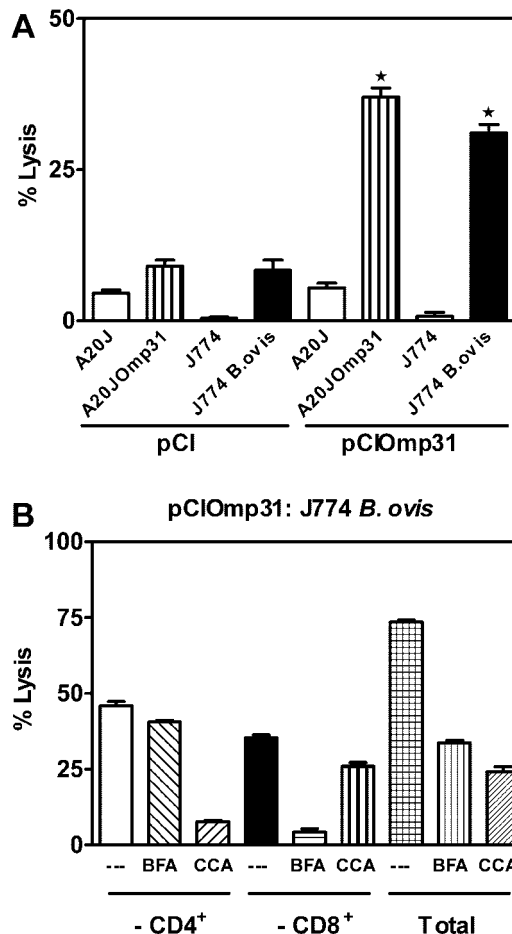 A
50
25
0
% Lysis
★
★
A20J
A20JOmp31
J774
J774 B.ovis
A20J
A20JOmp31
J774
J774 B.ovis
pCI
pCIOmp31
B
pCIOmp31: J774 B. ovis
100
75
50
25
0
% Lysis
--- BFA CCA --- BFA CCA --- BFA CCA
- CD4⁺ - CD8⁺ Total